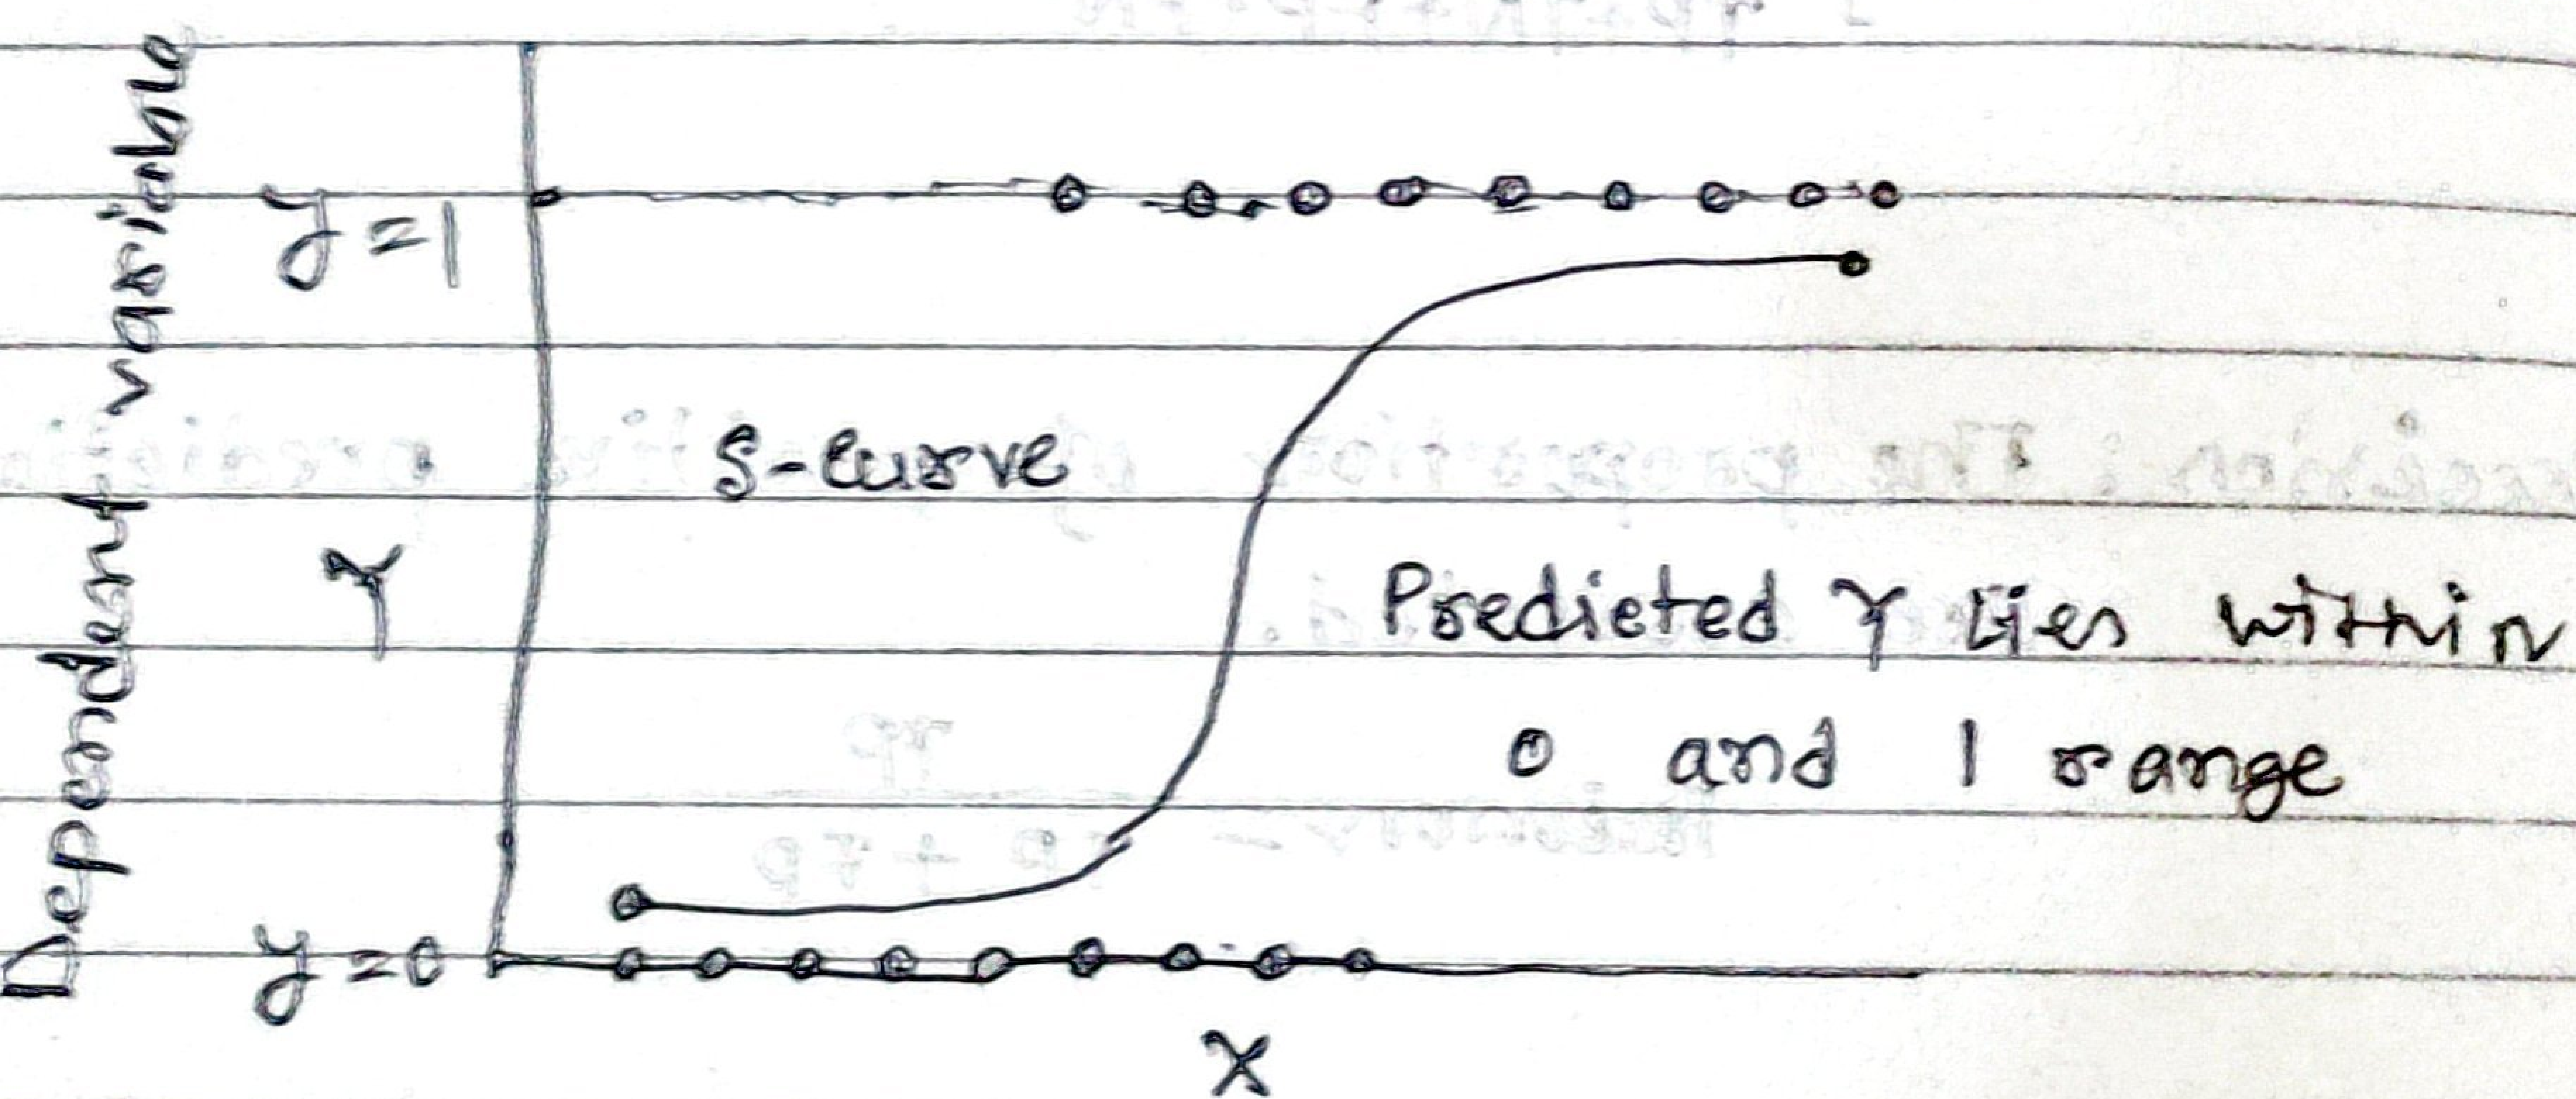 Dependent variable
y=1
S-curve
Y
Predicted Y lies within
0 and 1 range
y=0
X